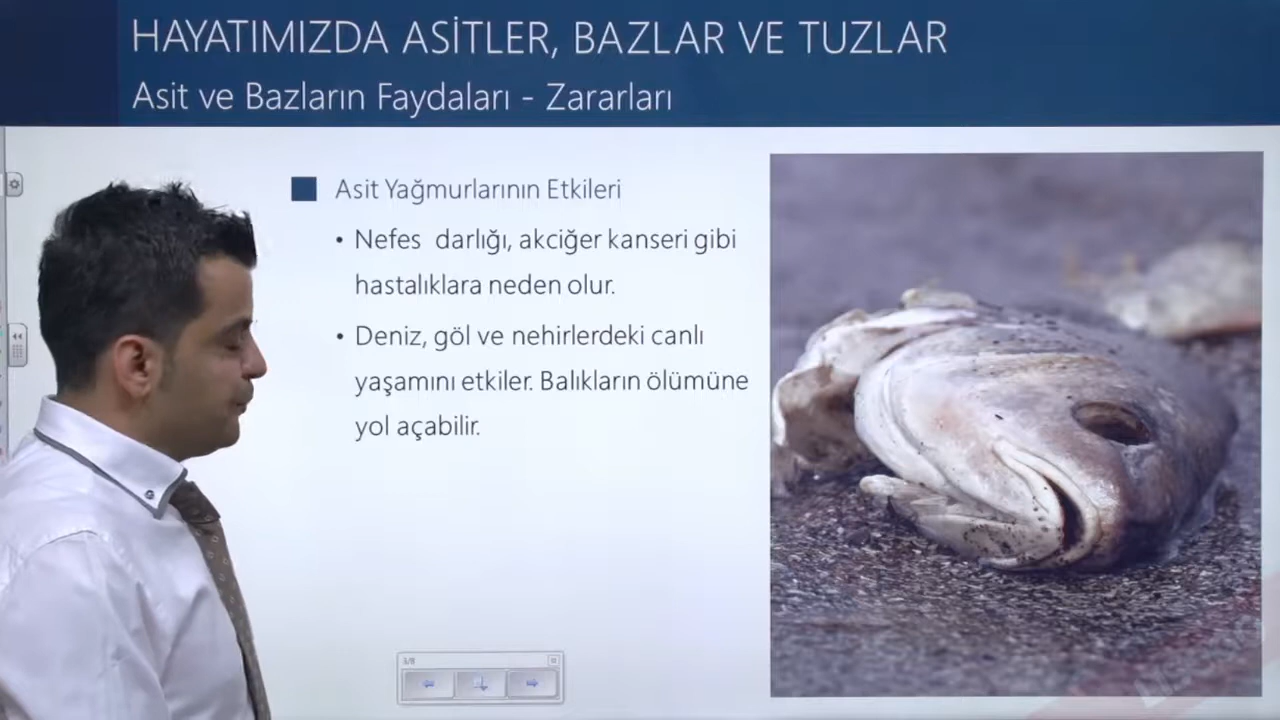 HAYATIMIZDA ASİTLER, BAZLAR VE TUZLAR
Asit ve Bazların Faydaları - Zararları
Asit Yağmurlarının Etkileri
• Nefes darlığı, akciğer kanseri gibi
hastalıklara neden olur.
• Deniz, göl ve nehirlerdeki canlı
yaşamını etkiler. Balıkların ölümüne
yol açabilir.